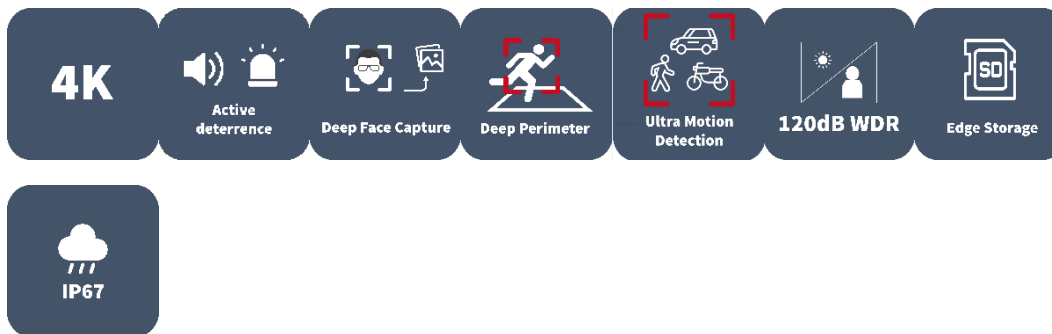 4K
Active
deterrence
Deep Face Capture
Deep Perimeter
Ultra Motion
Detection
120dB WDR
SD
Edge Storage
IP67